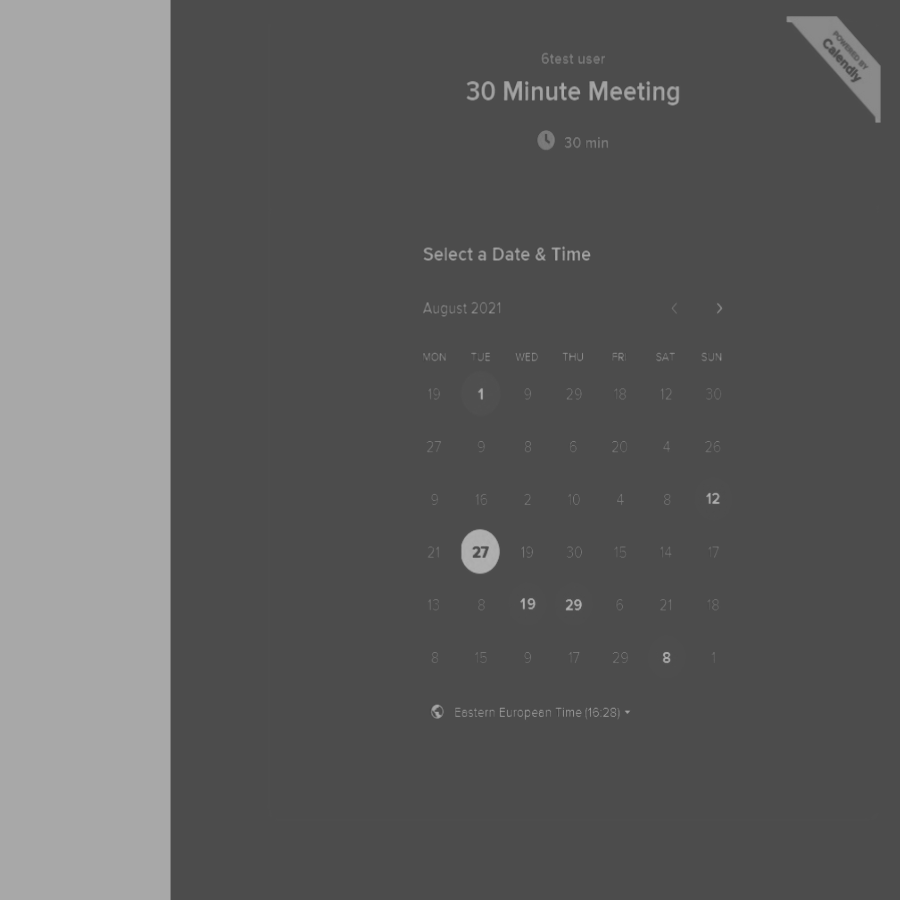 POWERED BY
Calendly
6test user
30 Minute Meeting
30 min
Select a Date & Time
August 2021
MON TUE WED THU FRI SAT SUN
19 1 9 29 18 12 30
27 9 8 6 20 4 26
9 16 2 10 4 8 12
21 27 19 30 15 14 17
13 8 19 29 6 21 18
8 15 9 17 29 8 1
Eastern European Time (16:28)